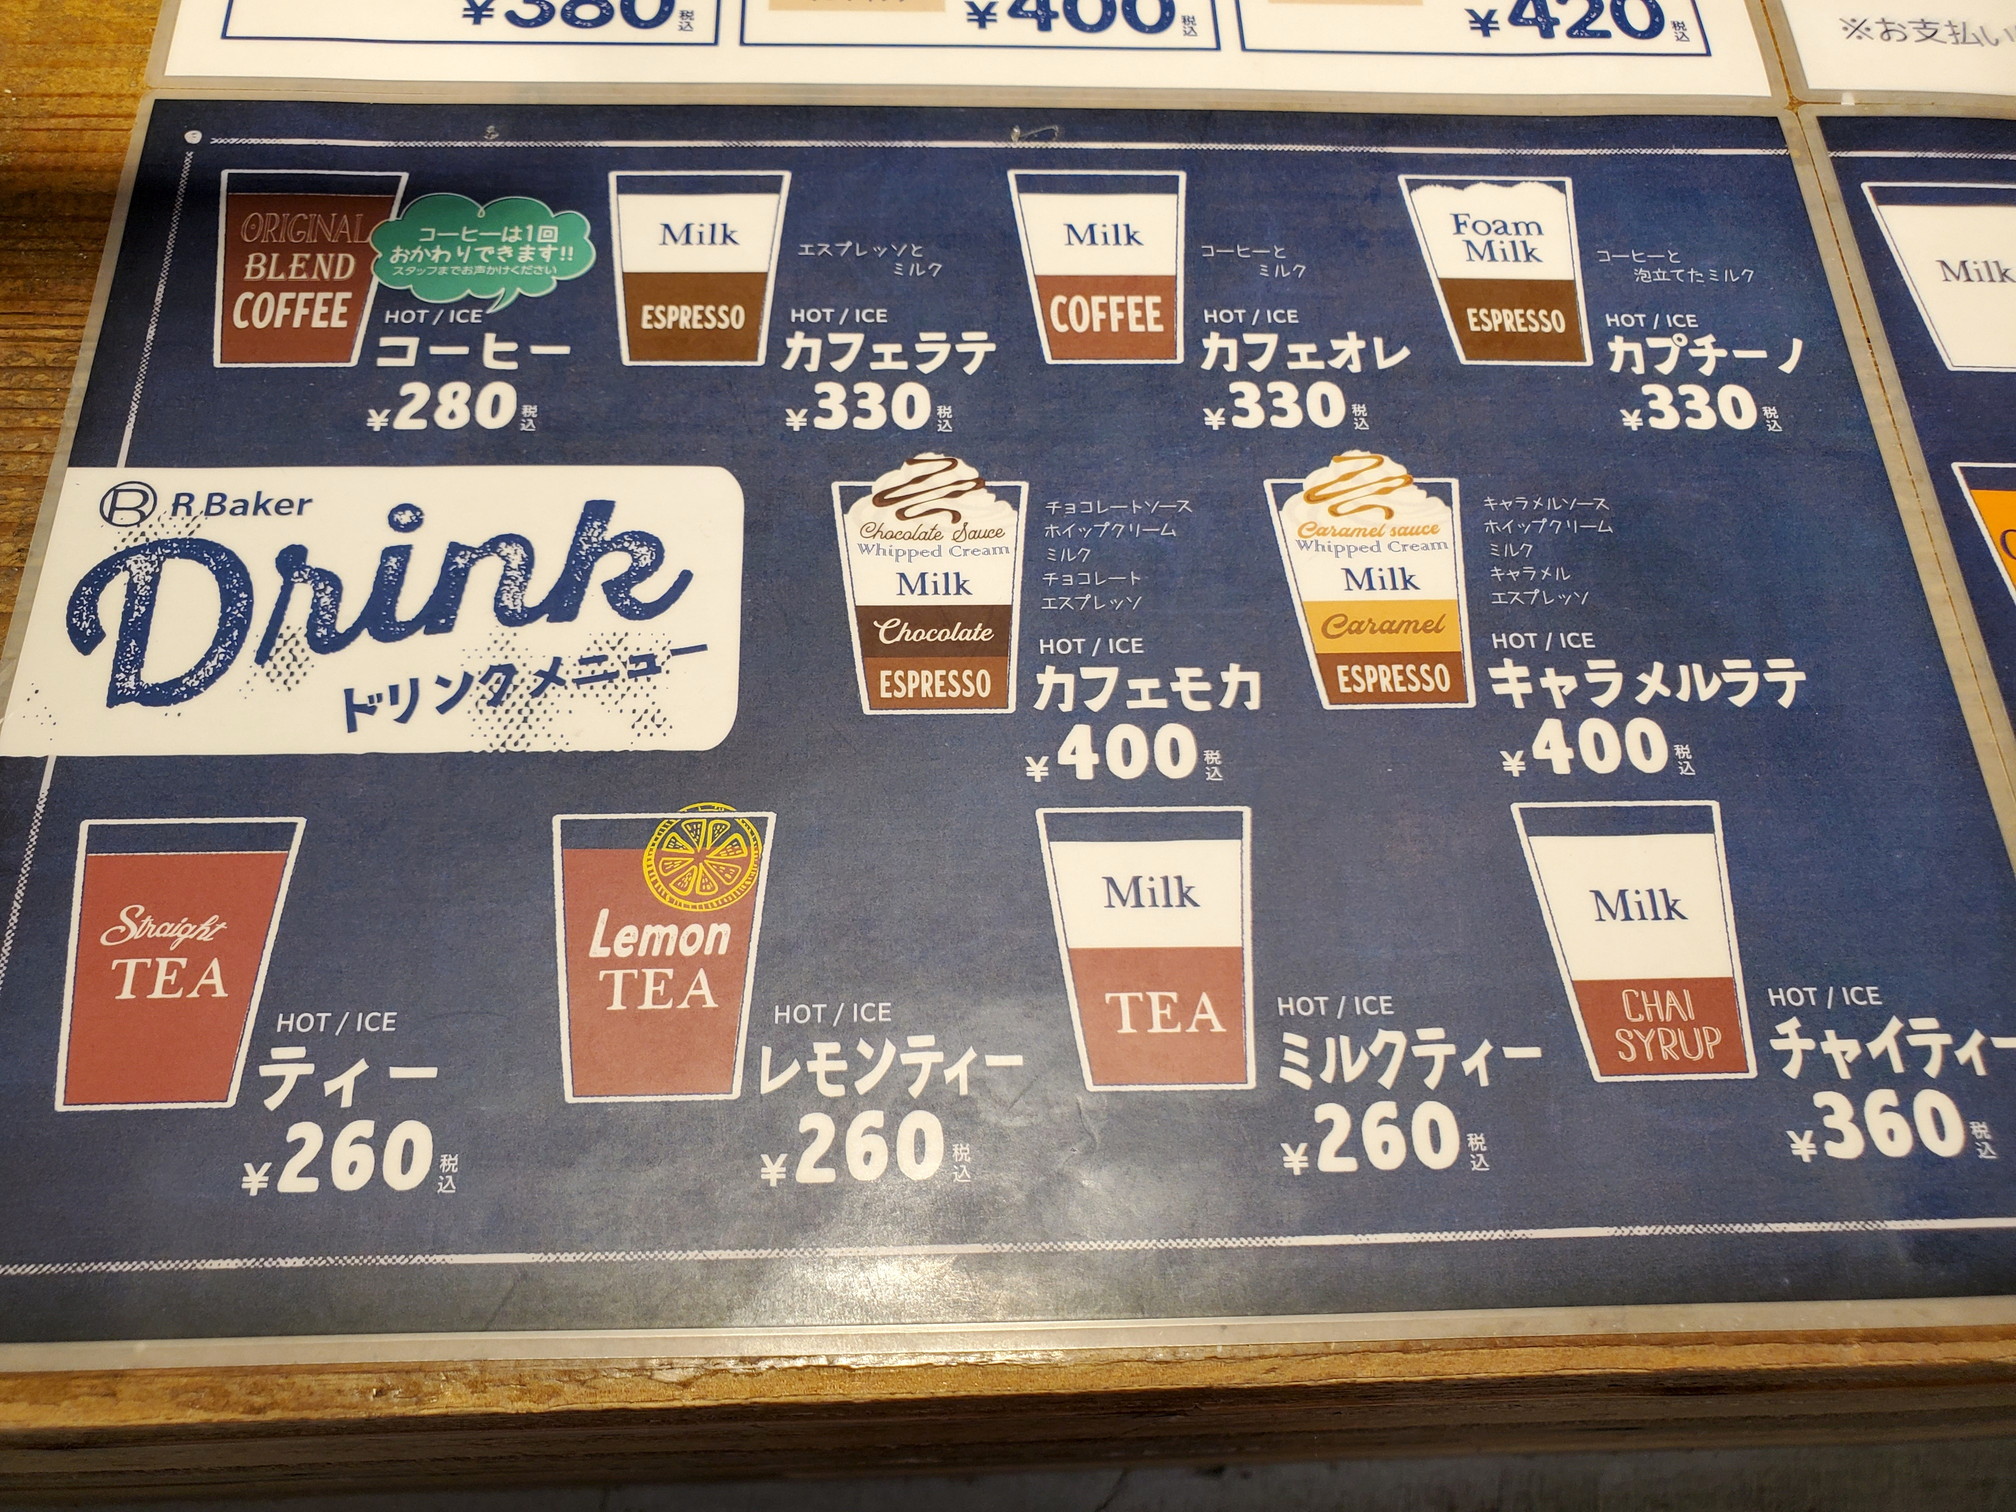 ¥380 税込
¥400 税込
¥420 税込
※お支払い
ORIGINAL
BLEND
COFFEE
コーヒーは1回
おかわりできます!!
スタッフまでお声かけください
HOT / ICE
コーヒー
¥280 税込
Milk
ESPRESSO
エスプレッソと
ミルク
HOT / ICE
カフェラテ
¥330 税込
Milk
COFFEE
コーヒーと
ミルク
HOT / ICE
カフェオレ
¥330 税込
Foam
Milk
ESPRESSO
コーヒーと
泡立てたミルク
HOT / ICE
カプチーノ
¥330 税込
Milk
R Baker
Drink
ドリンクメニュー
Chocolate Sauce
Whipped Cream
Milk
Chocolate
ESPRESSO
チョコレートソース
ホイップクリーム
ミルク
チョコレート
エスプレッソ
HOT / ICE
カフェモカ
¥400 税込
Caramel sauce
Whipped Cream
Milk
Caramel
ESPRESSO
キャラメルソース
ホイップクリーム
ミルク
キャラメル
エスプレッソ
HOT / ICE
キャラメルラテ
¥400 税込
Straight
TEA
HOT / ICE
ティー
¥260 税込
Lemon
TEA
HOT / ICE
レモンティー
¥260 税込
Milk
TEA
HOT / ICE
ミルクティー
¥260 税込
Milk
CHAI
SYRUP
HOT / ICE
チャイティー
¥360 税込